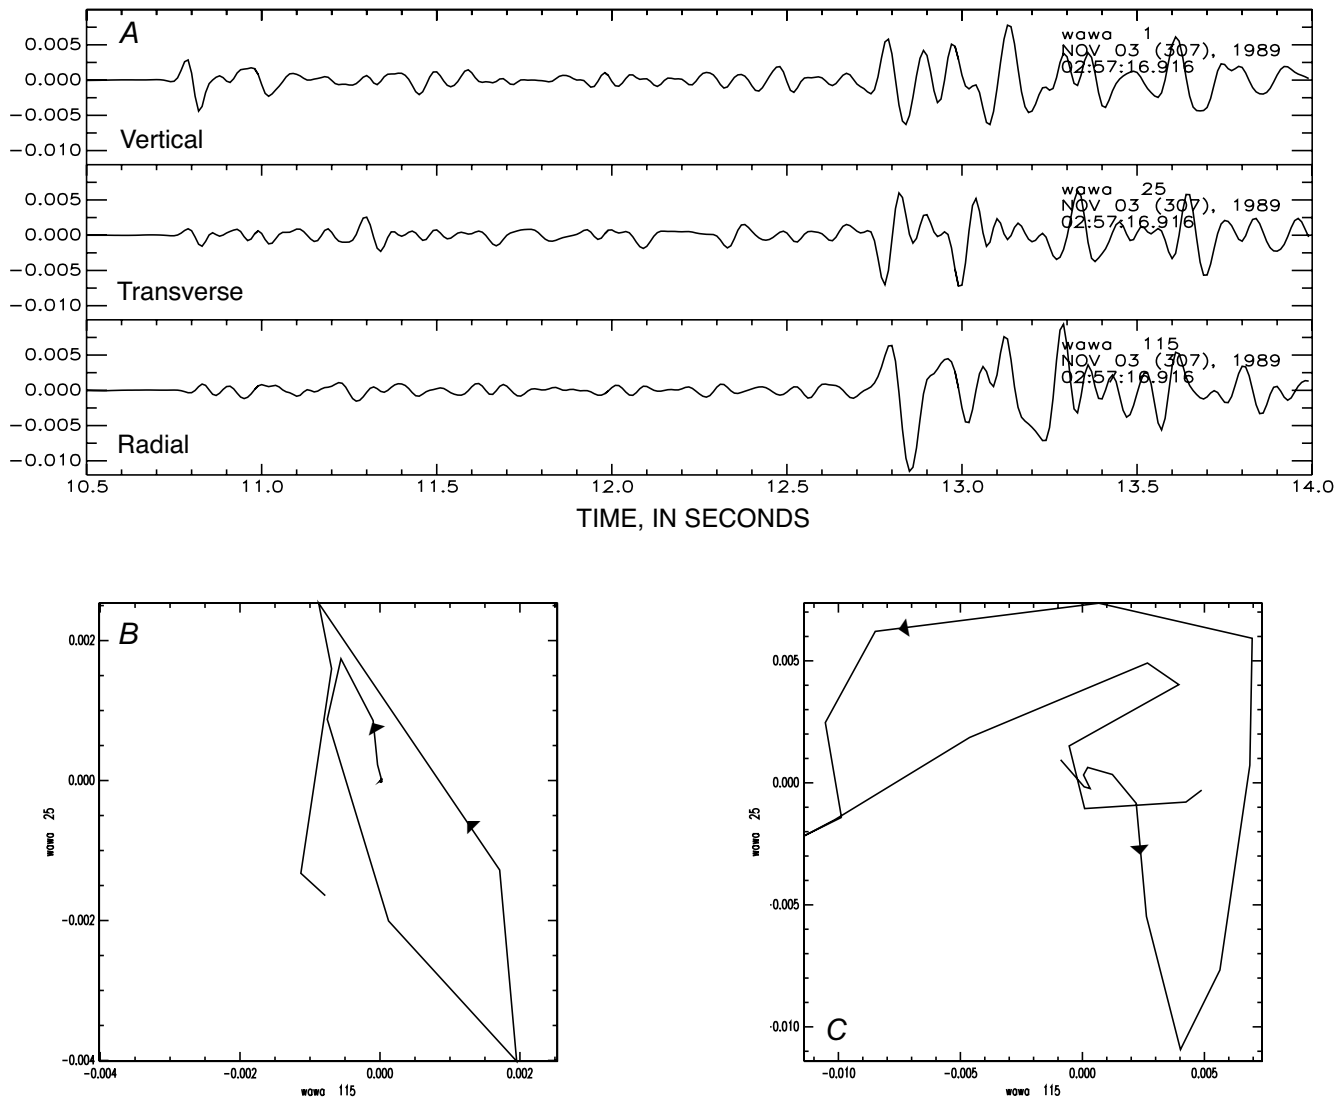 A
wawa 1
NOV 03 (307), 1989
02:57:16.916
0.005
0.000
−0.005
−0.010
Vertical
wawa 25
NOV 03 (307), 1989
02:57:16.916
0.005
0.000
−0.005
−0.010
Transverse
wawa 115
NOV 03 (307), 1989
02:57:16.916
0.005
0.000
−0.005
−0.010
Radial
10.5 11.0 11.5 12.0 12.5 13.0 13.5 14.0
TIME, IN SECONDS
B
0.002
0.000
-0.002
-0.004
wawa 25
-0.004 -0.002 0.000 0.002
wawa 115
C
0.005
0.000
-0.005
-0.010
wawa 25
-0.010 -0.005 0.000 0.005
wawa 115